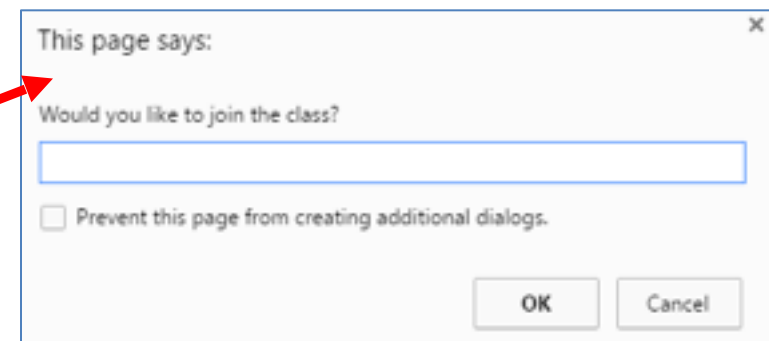 This page says:
Would you like to join the class?
Prevent this page from creating additional dialogs.
OK Cancel